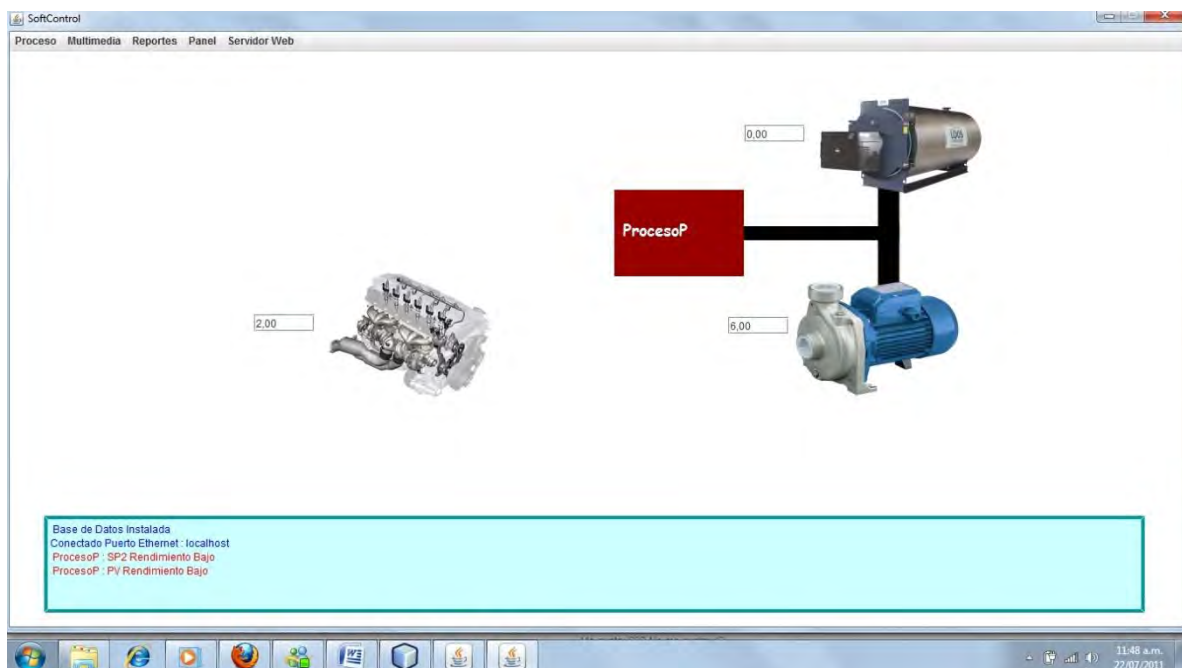 SoftControl
Proceso Multimedia Reportes Panel Servidor Web
0,00
LOOS
ProcesoP
2,00
6,00
Base de Datos Instalada
Conectado Puerto Ethernet : localhost
ProcesoP : SP2 Rendimiento Bajo
ProcesoP : PV Rendimiento Bajo
11:48 a.m.
22/07/2011